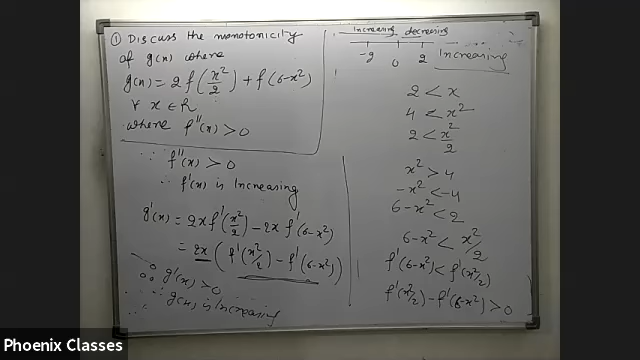 ① Discuss the monotonicity
of g(x) where
g(x) = 2f(x²/2) + f(6-x²)
∀ x ∈ R
where f''(x) > 0
∵ f''(x) > 0
∴ f'(x) is Increasing
g'(x) = 2x f'(x²/2) - 2x f'(6-x²)
= 2x (f'(x²/2) - f'(6-x²))
∴ g'(x) > 0
∴ g(x) is Increasing
Increasing decreasing
-2 0 2 Increasing
2 < x
4 < x²
2 < x²/2
x² > 4
-x² < -4
6-x² < 2
6-x² < x²/2
f'(6-x²) < f'(x²/2)
f'(x²/2) - f'(6-x²) > 0
Phoenix Classes